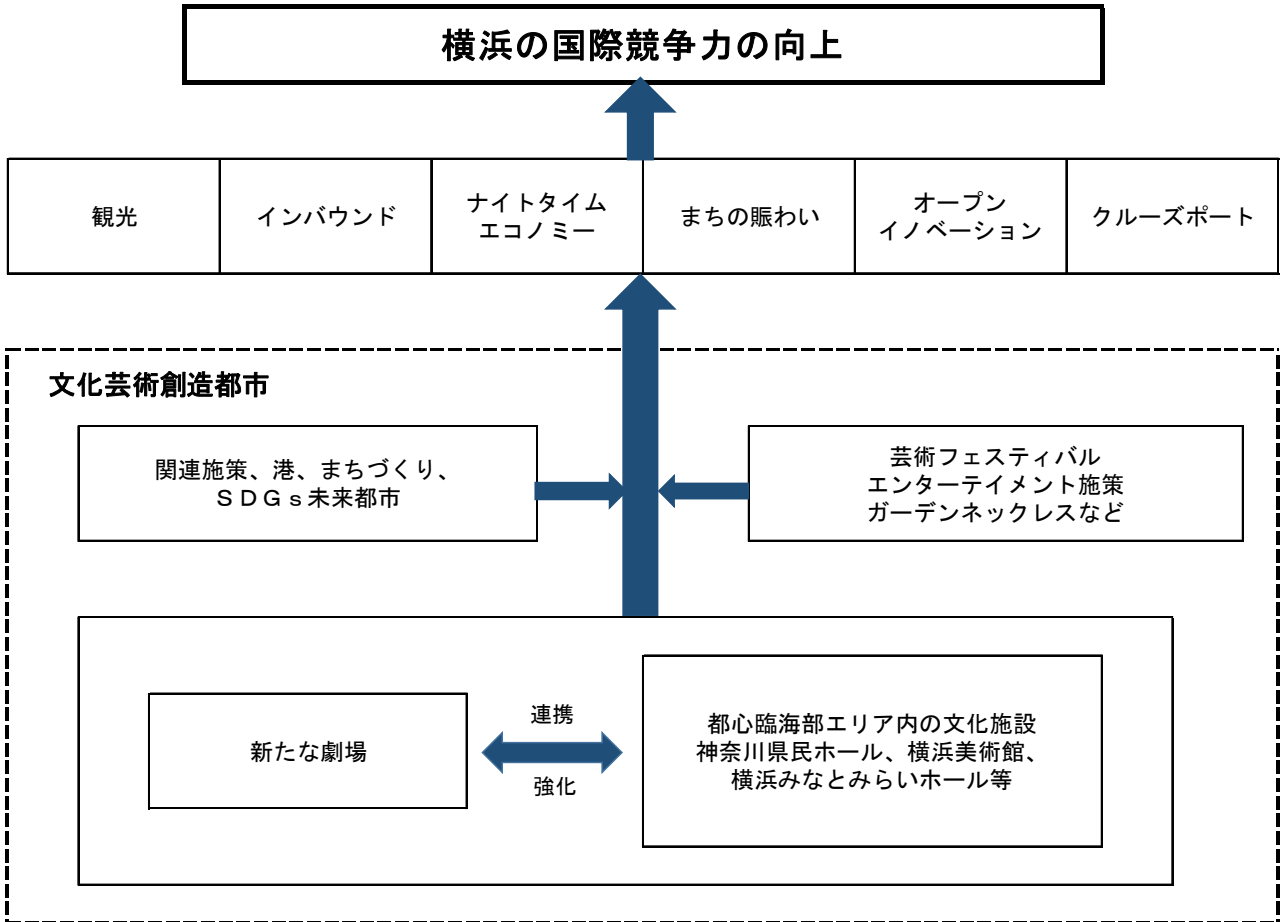 横浜の国際競争力の向上
観光
インバウンド
ナイトタイム
エコノミー
まちの賑わい
オープン
イノベーション
クルーズポート
文化芸術創造都市
関連施策、港、まちづくり、
ＳＤＧｓ未来都市
芸術フェスティバル
エンターテイメント施策
ガーデンネックレスなど
新たな劇場
連携
強化
都心臨海部エリア内の文化施設
神奈川県民ホール、横浜美術館、
横浜みなとみらいホール等